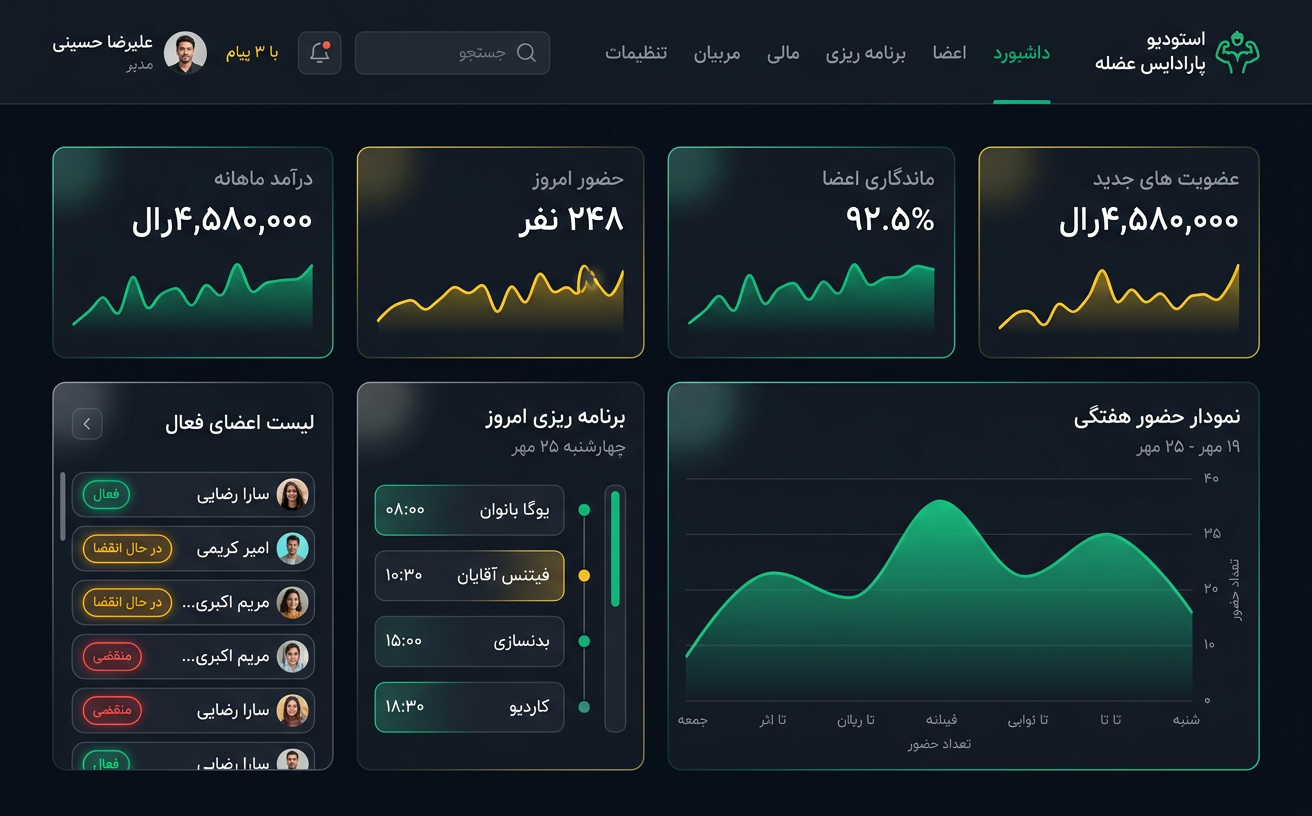 استودیو
پارادایس عضله
داشبورد
اعضا
برنامه ریزی
مالی
مربیان
تنظیمات
جستجو
با ۳ پیام
علیرضا حسینی
مدیر
عضویت های جدید
۴,۵۸۰,۰۰۰ریال
ماندگاری اعضا
۹۲.۵%
حضور امروز
۲۴۸ نفر
درآمد ماهانه
۴,۵۸۰,۰۰۰ریال
نمودار حضور هفتگی
۱۹ مهر - ۲۵ مهر
۴۰
۳۵
۲۰
۱۰
۰
تعداد حضور
شنبه
تا تا
تا ئوابی
تا اثر
جمعه
تعداد حضور
برنامه ریزی امروز
چهارشنبه ۲۵ مهر
یوگا بانوان ۰۸:۰۰
فیتنس آقایان ۱۰:۳۰
بدنسازی ۱۵:۰۰
کاردیو ۱۸:۳۰
لیست اعضای فعال
سارا رضایی فعال
امیر کریمی در حال انقضا
مریم اکبری... در حال انقضا
مریم اکبری... منقضی
سارا رضایی منقضی
سارا رضایی فعال